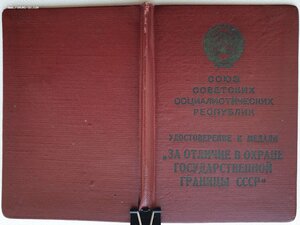 СОЮЗ
СОВЕТСКИХ
СОЦИАЛИСТИЧЕСКИХ
РЕСПУБЛИК
УДОСТОВЕРЕНИЕ К МЕДАЛИ
„ЗА ОТЛИЧИЕ В ОХРАНЕ
ГОСУДАРСТВЕННОЙ
ГРАНИЦЫ СССР“